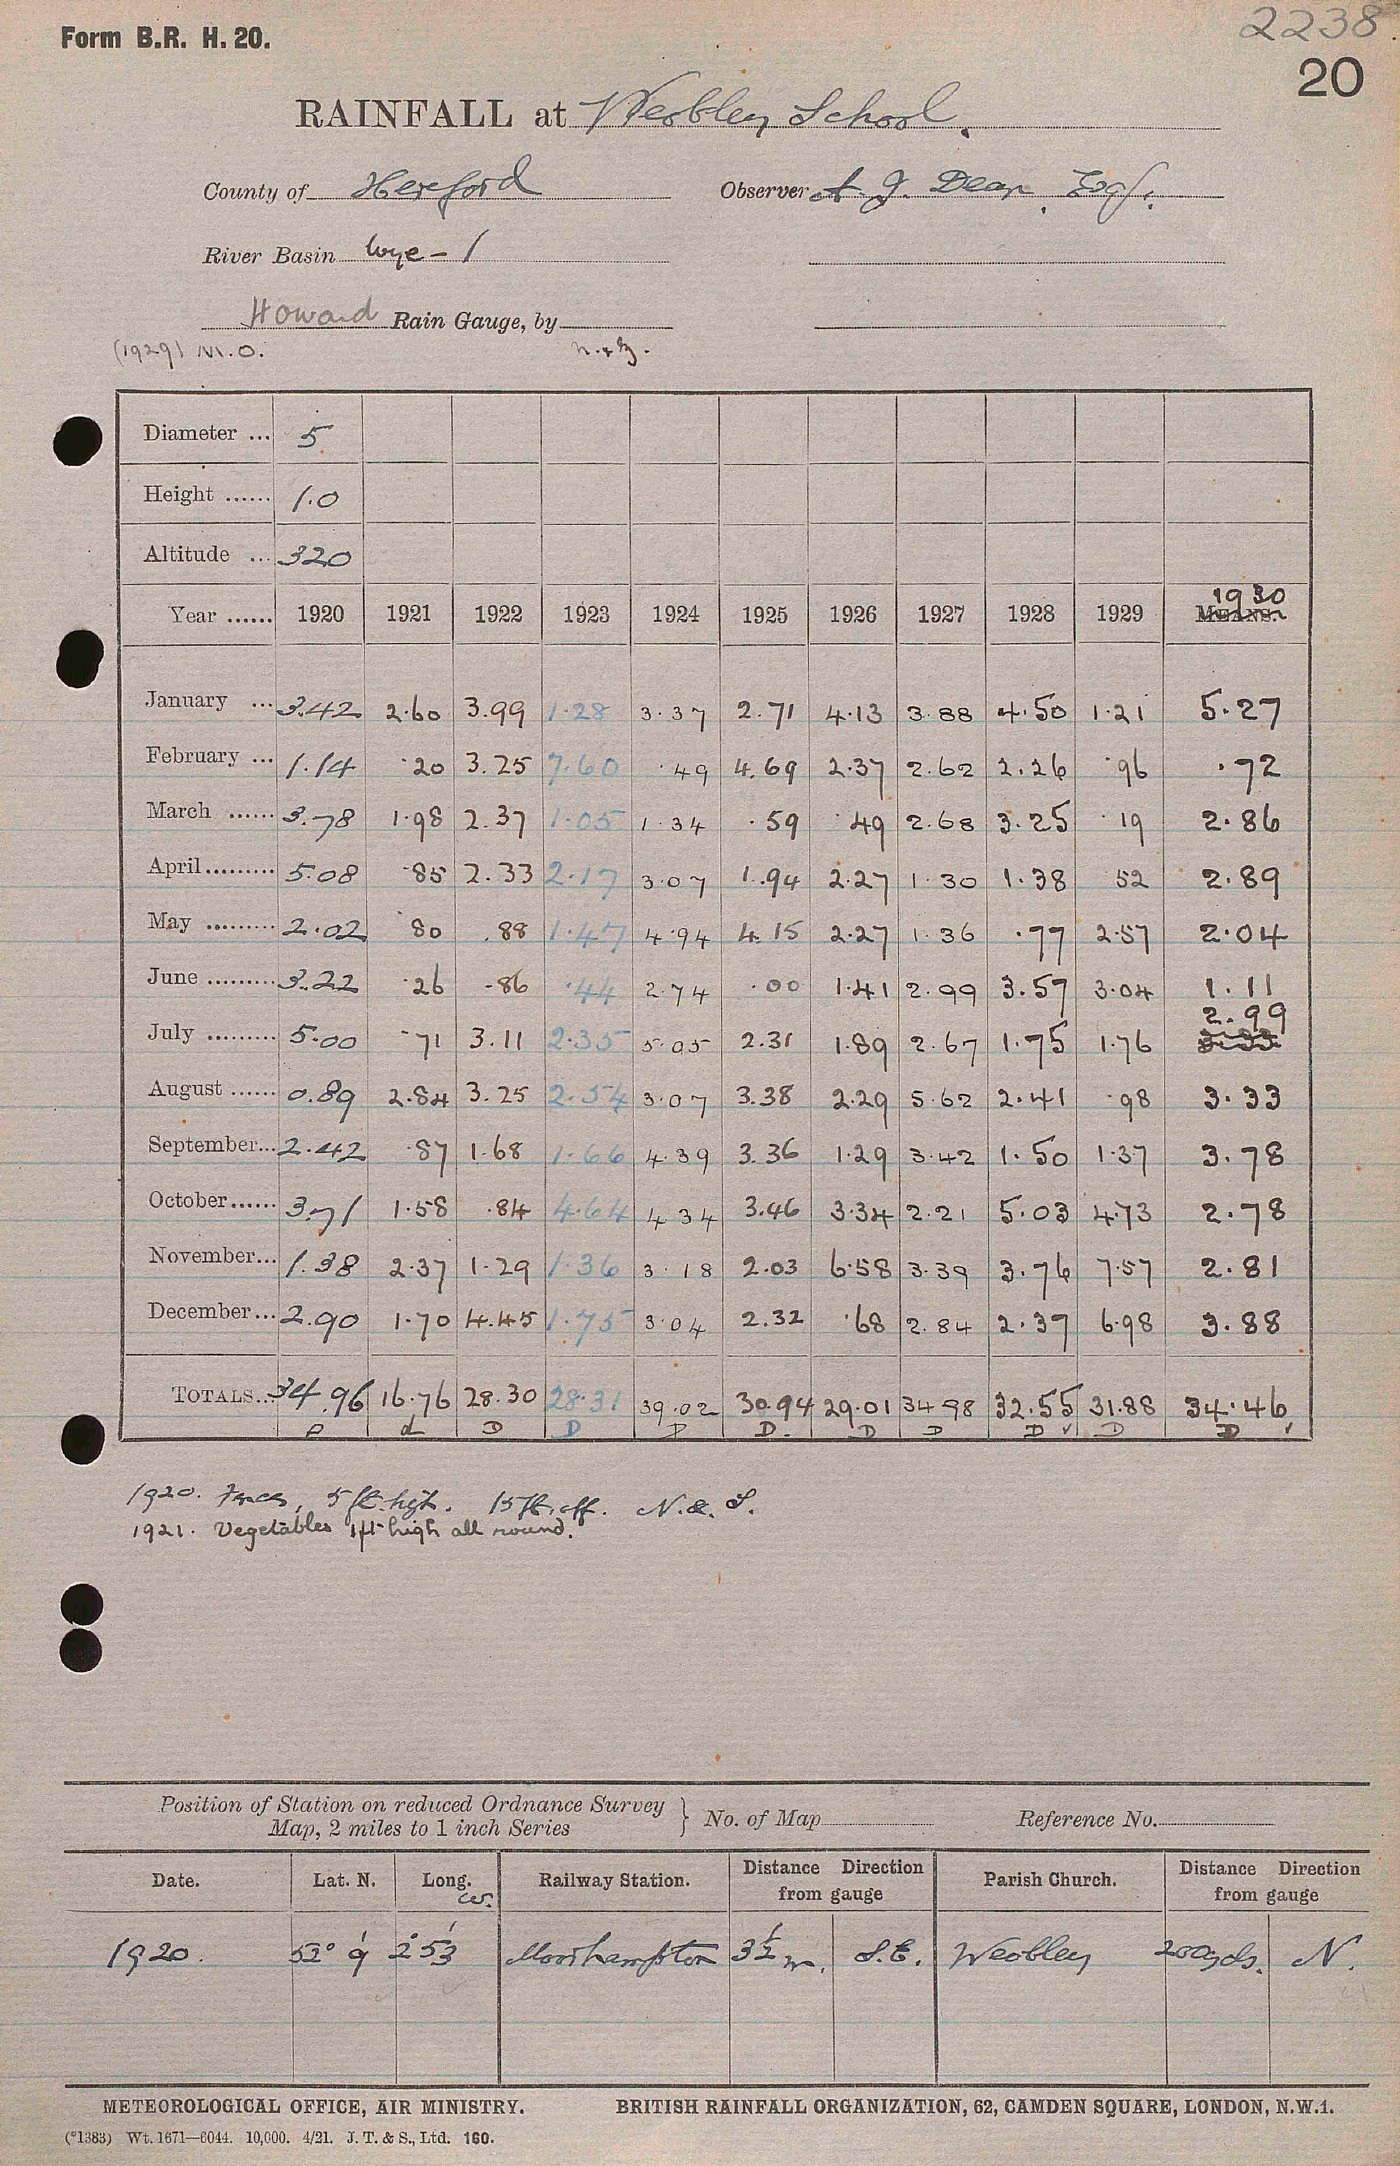 2238
Form B.R. H. 20.
20
RAINFALL at Weobley School.
County of Hereford Observer A. J. Dean, Esq.
River Basin Wye - 1
Howard Rain Gauge, by
(1929) M.O.
Diameter ... 5
Height ...... 1.0
Altitude ... 320
1930
Year ...... 1920 1921 1922 1923 1924 1925 1926 1927 1928 1929 MEANS.
January ... 3.42 2.60 3.99 1.28 3.37 2.71 4.13 3.88 4.50 1.21 5.27
February ... 1.14 .20 3.25 7.60 .49 4.69 2.37 2.62 2.26 .96 .72
March ...... 3.78 1.98 2.37 1.05 1.34 .59 .49 2.68 3.25 .19 2.86
April ......... 5.08 .85 2.33 2.17 3.07 1.94 2.27 1.30 1.38 52 2.89
May ......... 2.02 .80 .88 1.47 4.94 4.15 2.27 1.36 .77 2.57 2.04
June ......... 3.22 .26 .86 .44 2.74 .00 1.41 2.99 3.57 3.04 1.11
2.99
July ......... 5.00 .71 3.11 2.35 5.05 2.31 1.89 2.67 1.75 1.76 3.33
August ...... 0.89 2.84 3.25 2.54 3.07 3.38 2.29 5.62 2.41 .98 3.33
September... 2.42 .87 1.68 1.66 4.39 3.36 1.29 3.42 1.50 1.37 3.78
October...... 3.71 1.58 .84 4.64 4.34 3.46 3.34 2.21 5.03 4.73 2.78
November... 1.38 2.37 1.29 1.36 3.18 2.03 6.58 3.39 3.76 7.57 2.81
December... 2.90 1.70 4.45 1.75 3.04 2.32 .68 2.84 2.37 6.98 3.88
TOTALS... 34.96 16.76 28.30 28.31 39.02 30.94 29.01 34.98 32.55 31.88 34.46
D d D D D D. D D D D D
1920. Fences, 5 ft. high. 15 ft. off. N. & S.
1921. Vegetables 1ft high all round.
Position of Station on reduced Ordnance Survey
Map, 2 miles to 1 inch Series } No. of Map Reference No.
Date. Lat. N. Long. W. Railway Station. Distance Direction from gauge Parish Church. Distance Direction from gauge
1920. 52° 9' 2° 53' Moorhampton 3½ m. S.E. Weobley 200yds. N.
METEOROLOGICAL OFFICE, AIR MINISTRY. BRITISH RAINFALL ORGANIZATION, 62, CAMDEN SQUARE, LONDON, N.W.1.
(*1383) Wt. 1671—6044. 10,000. 4/21. J. T. & S., Ltd. 160.